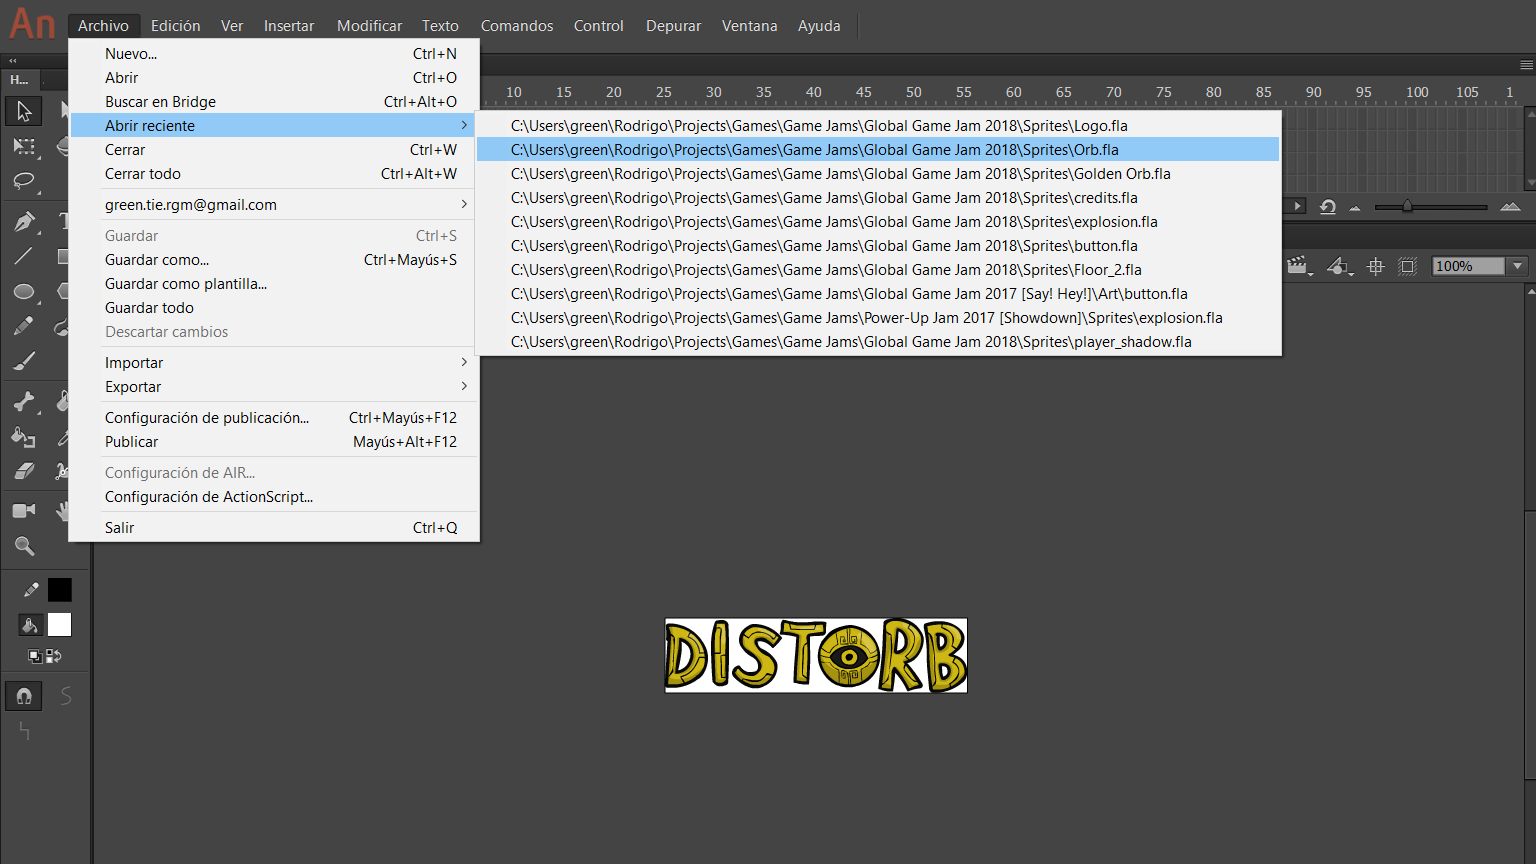 An
Archivo Edición Ver Insertar Modificar Texto Comandos Control Depurar Ventana Ayuda
H...
Nuevo... Ctrl+N
Abrir Ctrl+O
Buscar en Bridge Ctrl+Alt+O
Abrir reciente
Cerrar Ctrl+W
Cerrar todo Ctrl+Alt+W
green.tie.rgm@gmail.com
Guardar Ctrl+S
Guardar como... Ctrl+Mayús+S
Guardar como plantilla...
Guardar todo
Descartar cambios
Importar
Exportar
Configuración de publicación... Ctrl+Mayús+F12
Publicar Mayús+Alt+F12
Configuración de AIR...
Configuración de ActionScript...
Salir Ctrl+Q
10 15 20 25 30 35 40 45 50 55 60 65 70 75 80 85 90 95 100 105 1
C:\Users\green\Rodrigo\Projects\Games\Game Jams\Global Game Jam 2018\Sprites\Logo.fla
C:\Users\green\Rodrigo\Projects\Games\Game Jams\Global Game Jam 2018\Sprites\Orb.fla
C:\Users\green\Rodrigo\Projects\Games\Game Jams\Global Game Jam 2018\Sprites\Golden Orb.fla
C:\Users\green\Rodrigo\Projects\Games\Game Jams\Global Game Jam 2018\Sprites\credits.fla
C:\Users\green\Rodrigo\Projects\Games\Game Jams\Global Game Jam 2018\Sprites\explosion.fla
C:\Users\green\Rodrigo\Projects\Games\Game Jams\Global Game Jam 2018\Sprites\button.fla
C:\Users\green\Rodrigo\Projects\Games\Game Jams\Global Game Jam 2018\Sprites\Floor_2.fla
C:\Users\green\Rodrigo\Projects\Games\Game Jams\Global Game Jam 2017 [Say! Hey!]\Art\button.fla
C:\Users\green\Rodrigo\Projects\Games\Game Jams\Power-Up Jam 2017 [Showdown]\Sprites\explosion.fla
C:\Users\green\Rodrigo\Projects\Games\Game Jams\Global Game Jam 2018\Sprites\player_shadow.fla
100%
DISTORB